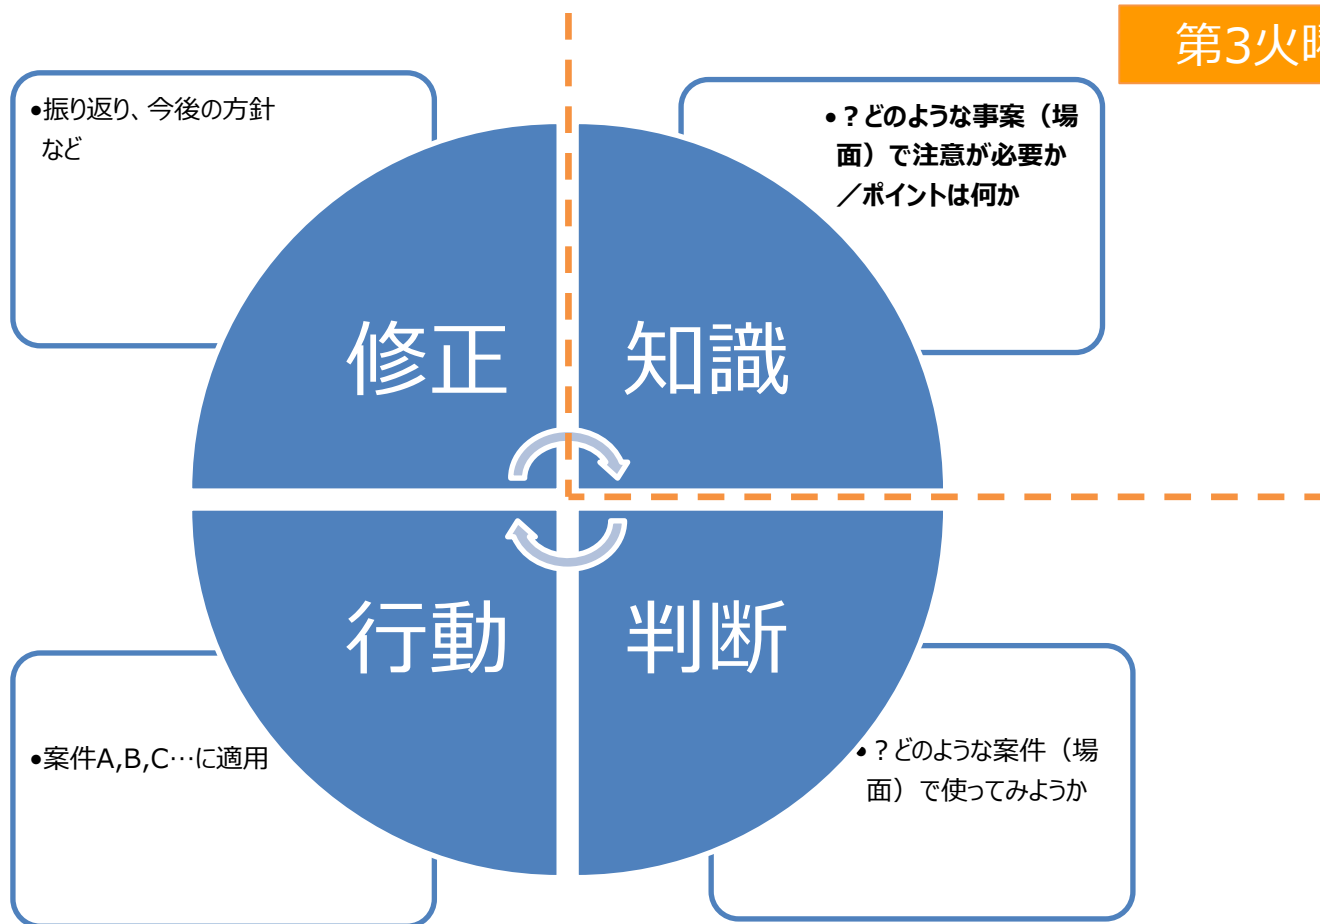 第3火曜
•振り返り、今後の方針
など
•？どのような事案（場
面）で注意が必要か
／ポイントは何か
修正
知識
行動
判断
•案件A,B,C…に適用
•？どのような案件（場
面）で使ってみようか